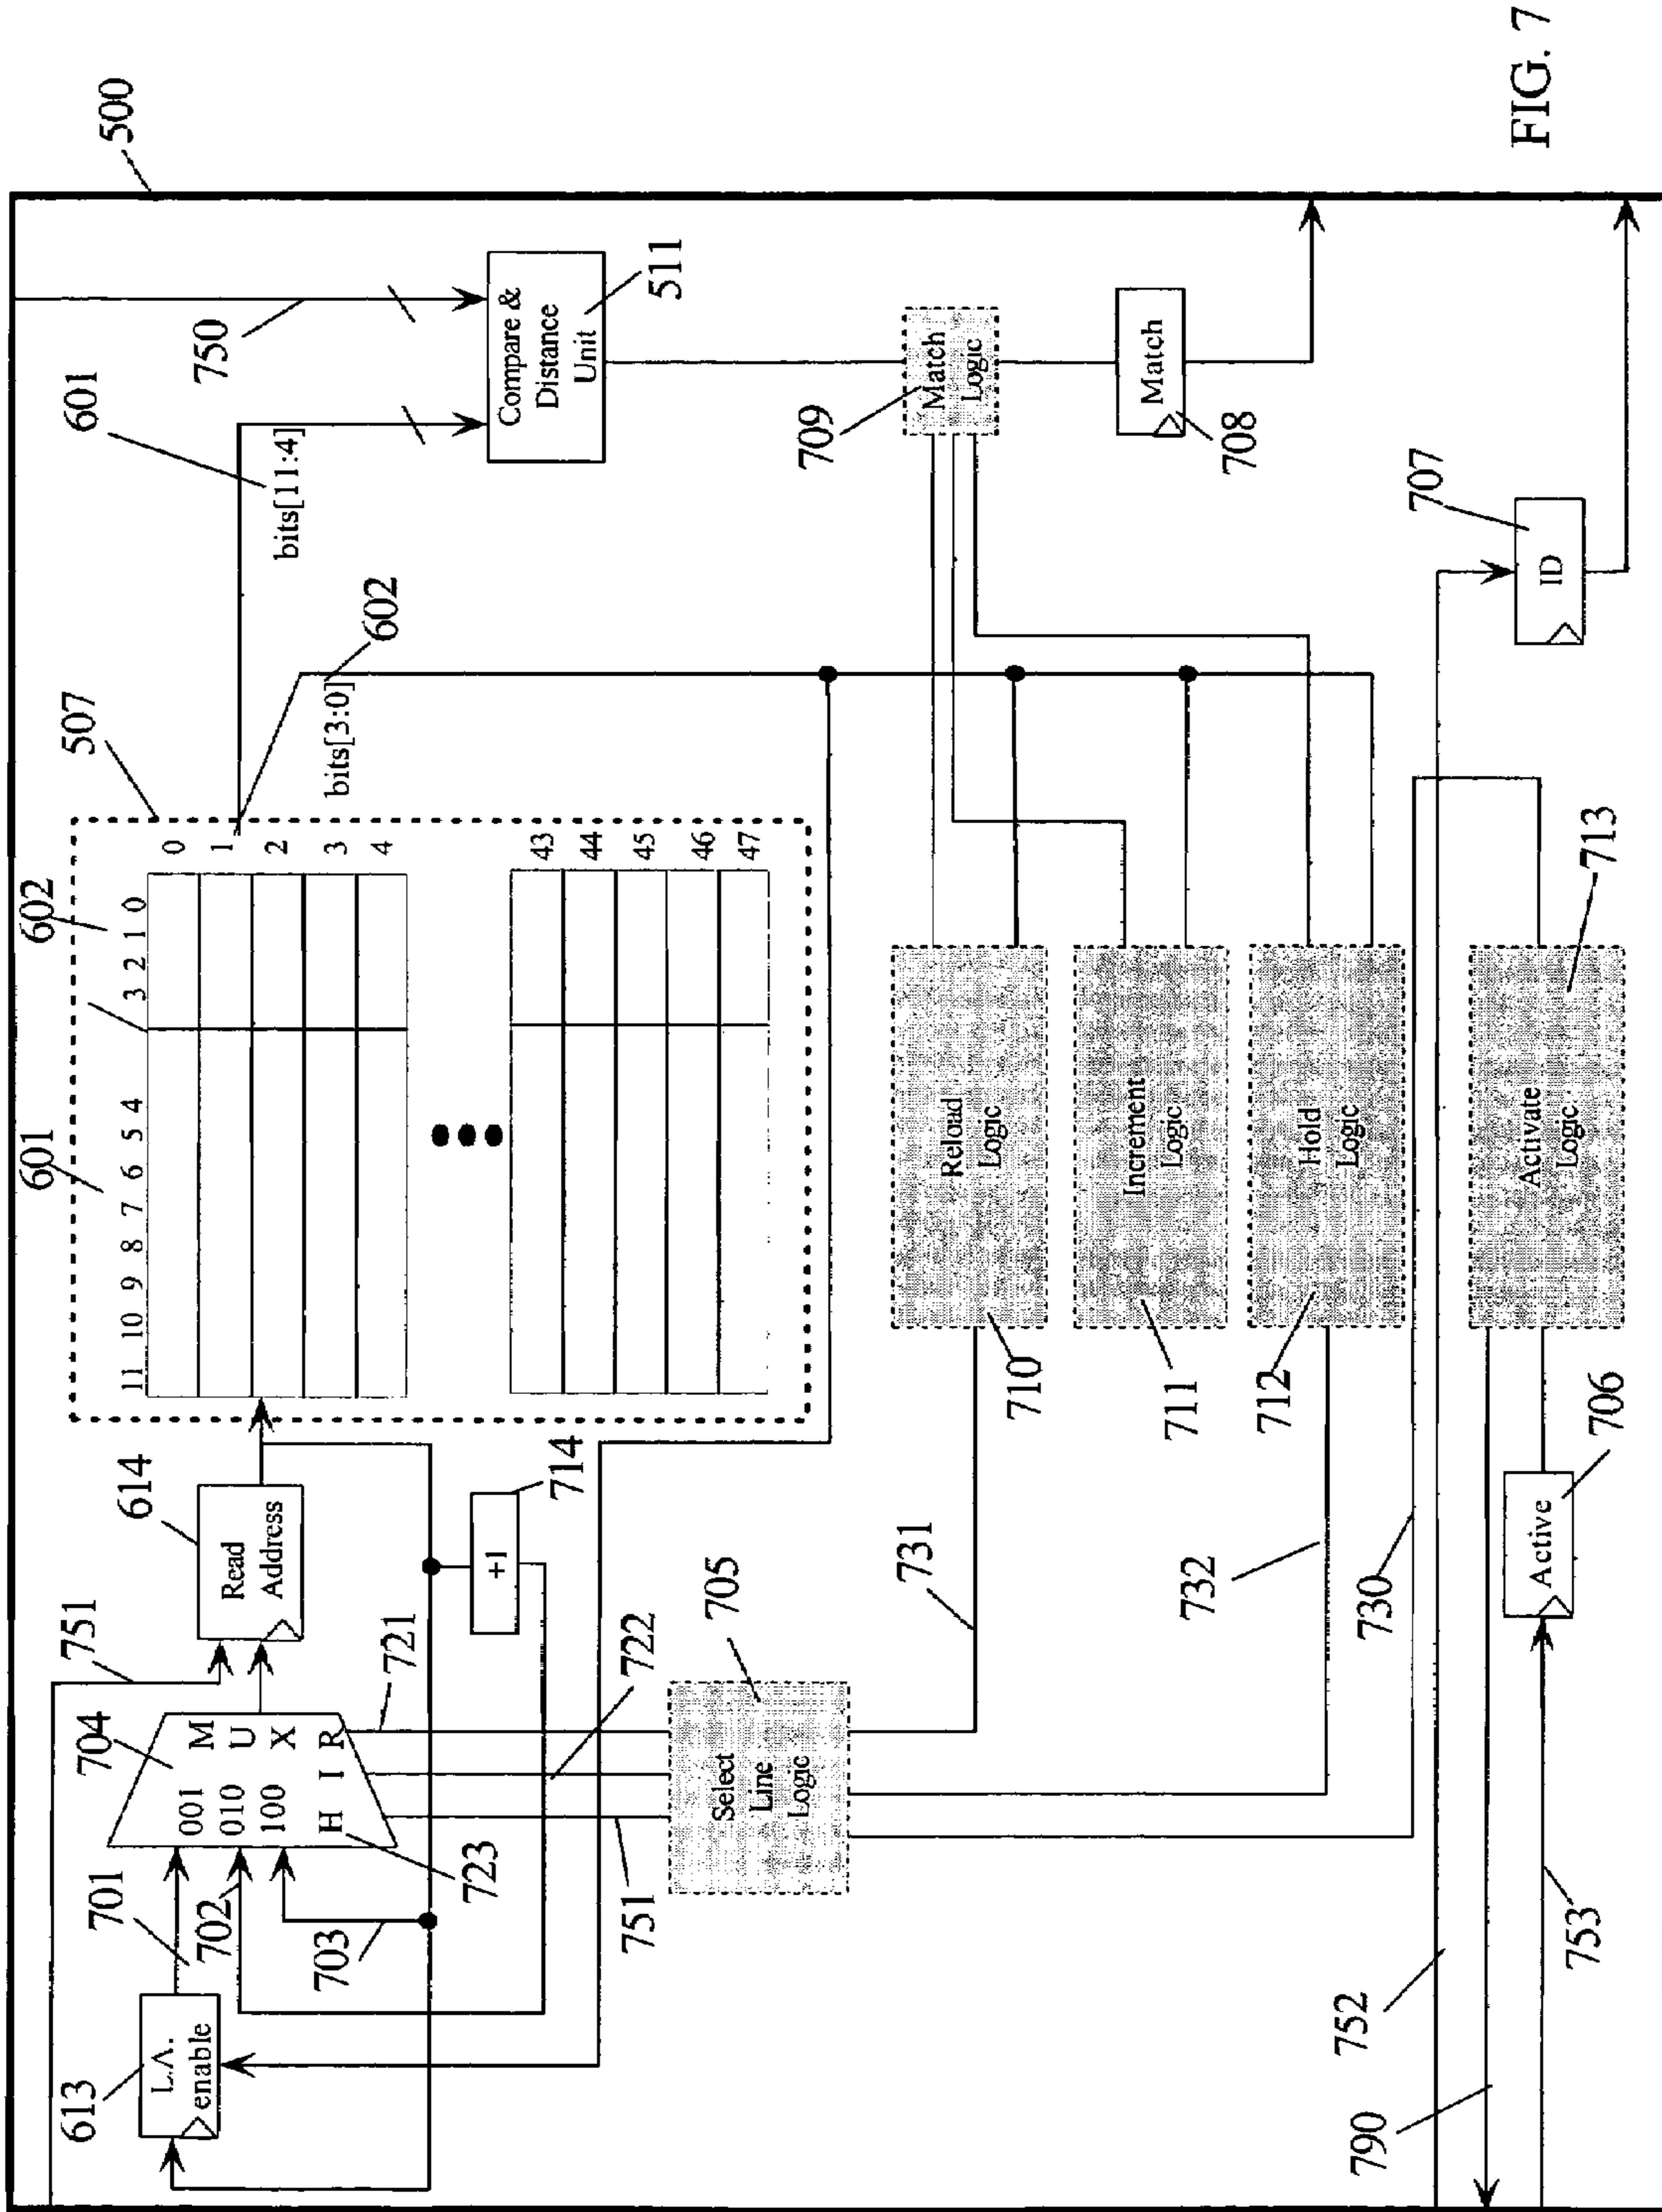 500
601
602
507
11 10 9 8 7 6 5 4 3 2 1 0
0
1
2
3
4
43
44
45
46
47
601
bits[11:4]
602
bits[3:0]
750
Compare &
Distance
Unit
511
613
L.A.
enable
701
702
703
704
001
010
100
M
U
X
H I R
723
751
614
Read
Address
714
+1
721
722
751
705
Select
Line
Logic
731
732
730
709
Match
Logic
Match
708
710
Reload
Logic
711
Increment
Logic
712
Hold
Logic
713
Activate
Logic
707
ID
706
Active
752
790
753
FIG. 7